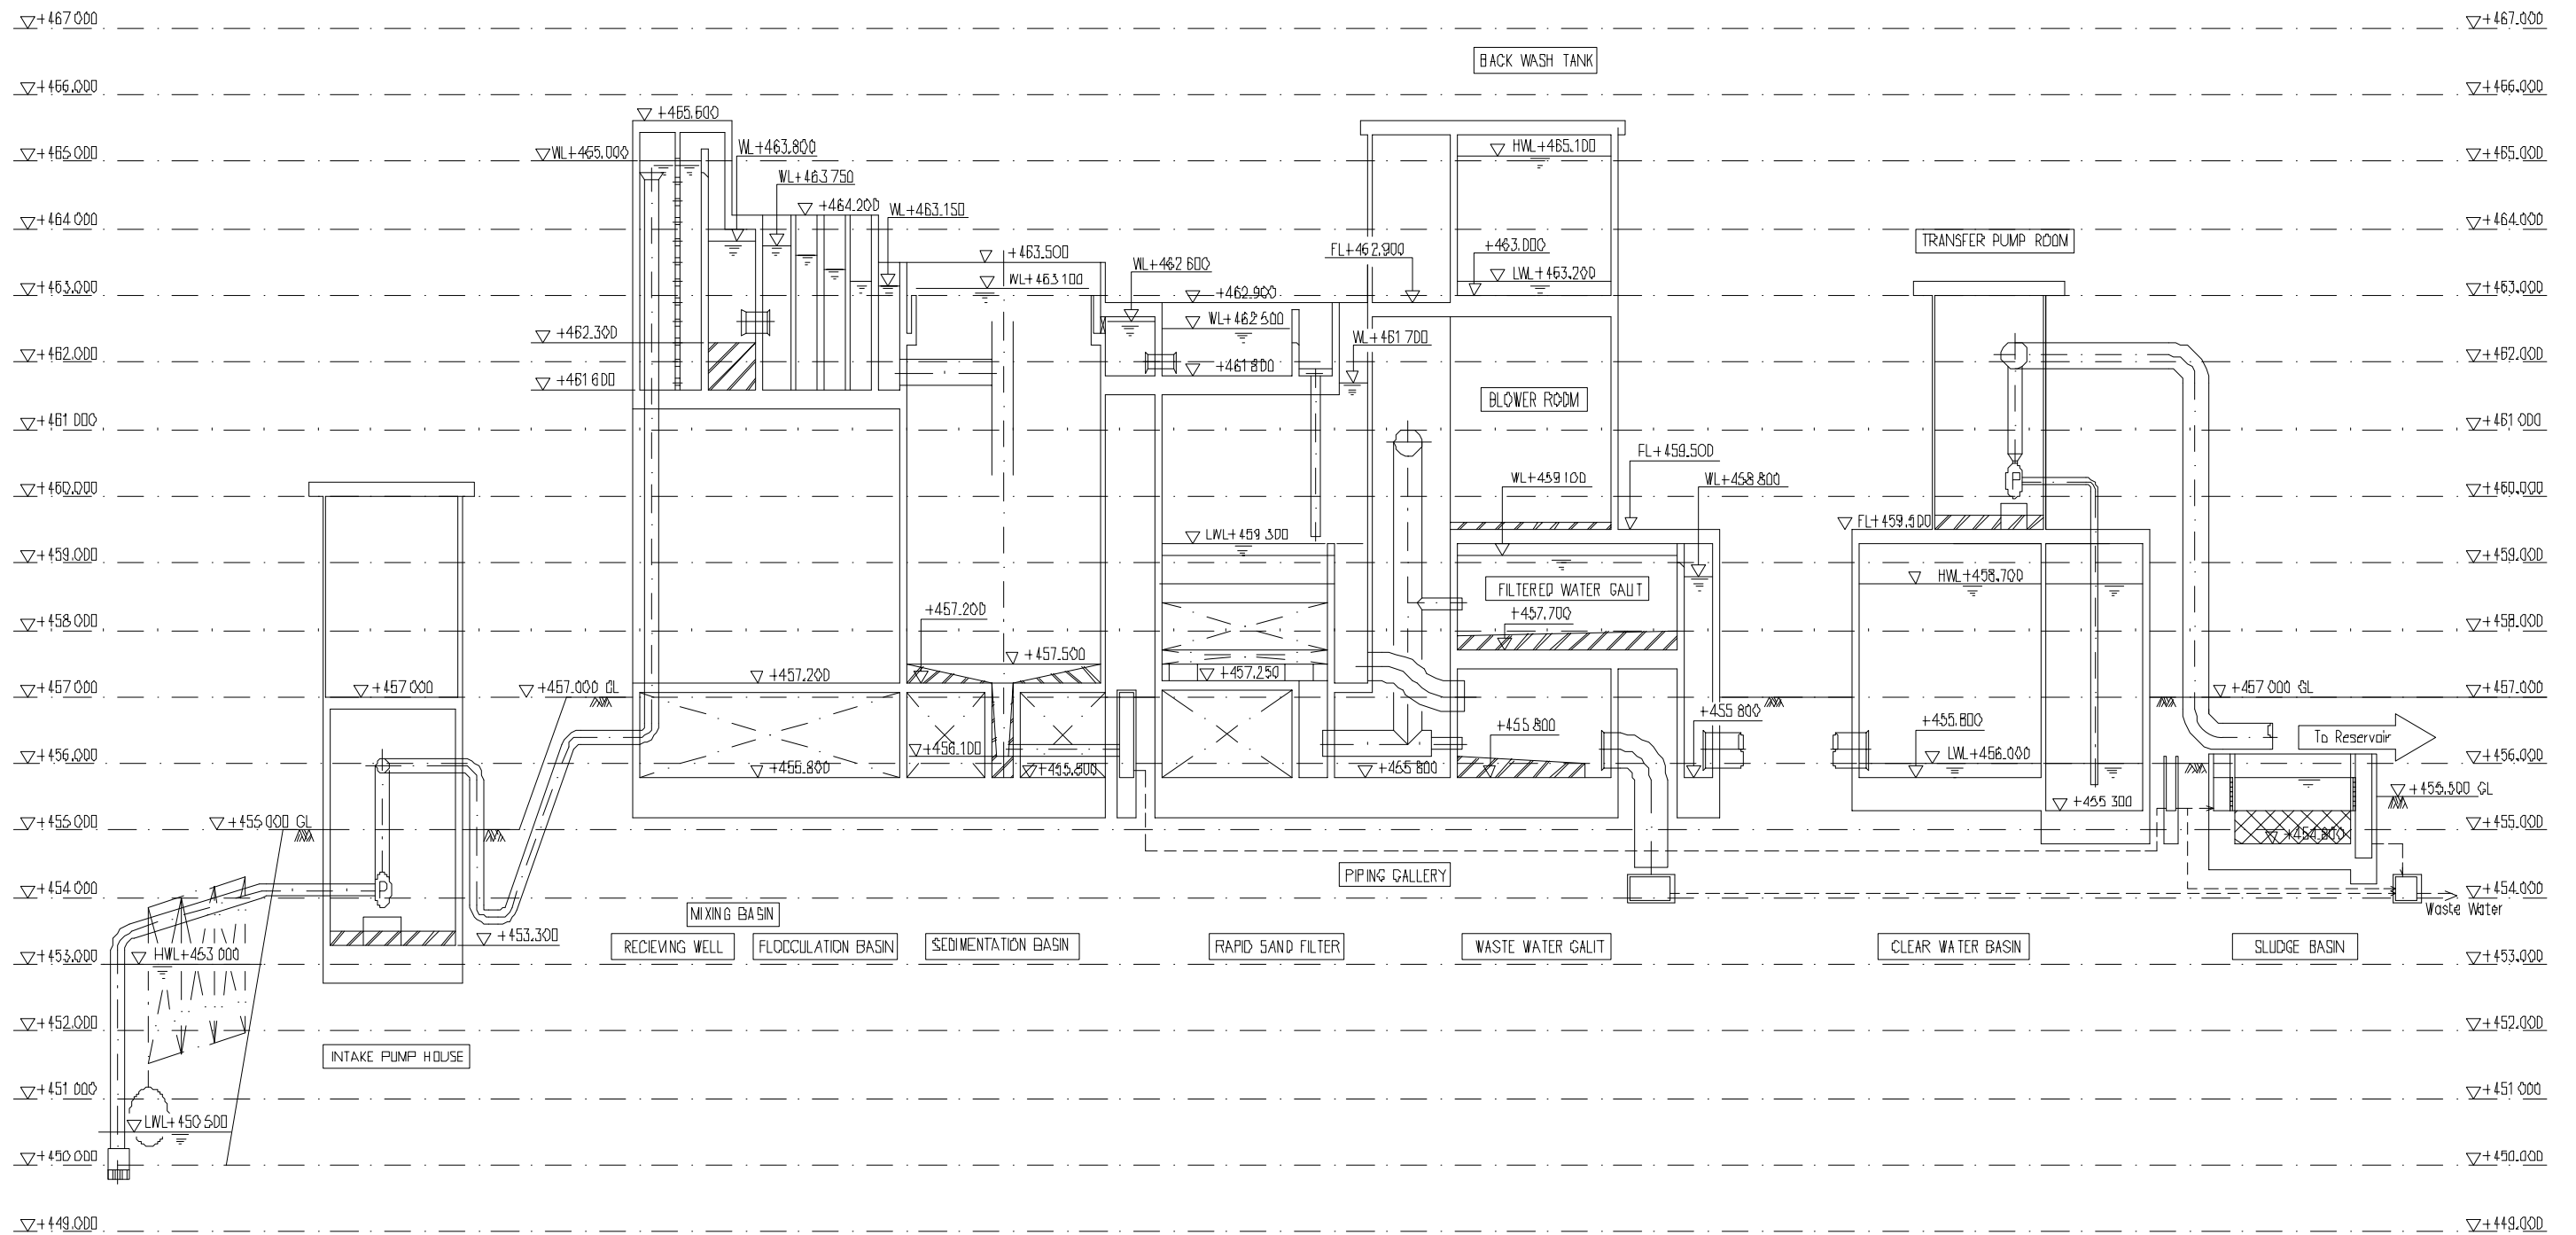 +467.000
+467.000
BACK WASH TANK
+466.000
+466.000
+465.600
WL+465.000
WL+463.800
HWL+465.100
+465.000
+465.000
WL+463.750
+464.200
WL+463.150
+464.000
+464.000
TRANSFER PUMP ROOM
FL+462.900
+463.000
+463.500
WL+462.600
WL+463.100
LWL+463.200
+463.000
+462.900
+463.000
WL+462.500
+462.300
WL+461.700
+462.000
+462.000
+461.600
+461.800
BLOWER ROOM
+461.000
+461.000
FL+459.500
WL+459.100
WL+458.800
+460.000
+460.000
FL+459.500
LWL+459.300
+459.000
+459.000
HWL+458.700
FILTERED WATER GALIT
+457.200
+457.700
+458.000
+458.000
+457.500
+457.200
+457.250
+457.000
+457.000
+457.000 GL
+457.000 GL
+457.000
+455.800
+455.800
+455.800
To Reservoir
+456.100
LWL+456.000
+456.000
+456.000
+455.800
+455.800
+455.800
+455.500 GL
+455.300
+455.000
+455.000 GL
+455.000
PIPING GALLERY
+454.000
+454.000
Waste Water
MIXING BASIN
+453.300
RECIEVING WELL
FLOCCULATION BASIN
SEDIMENTATION BASIN
RAPID SAND FILTER
WASTE WATER GALIT
CLEAR WATER BASIN
SLUDGE BASIN
+453.000
HWL+453.000
+453.000
+452.000
+452.000
INTAKE PUMP HOUSE
+451.000
+451.000
LWL+450.500
+450.000
+450.000
+449.000
+449.000